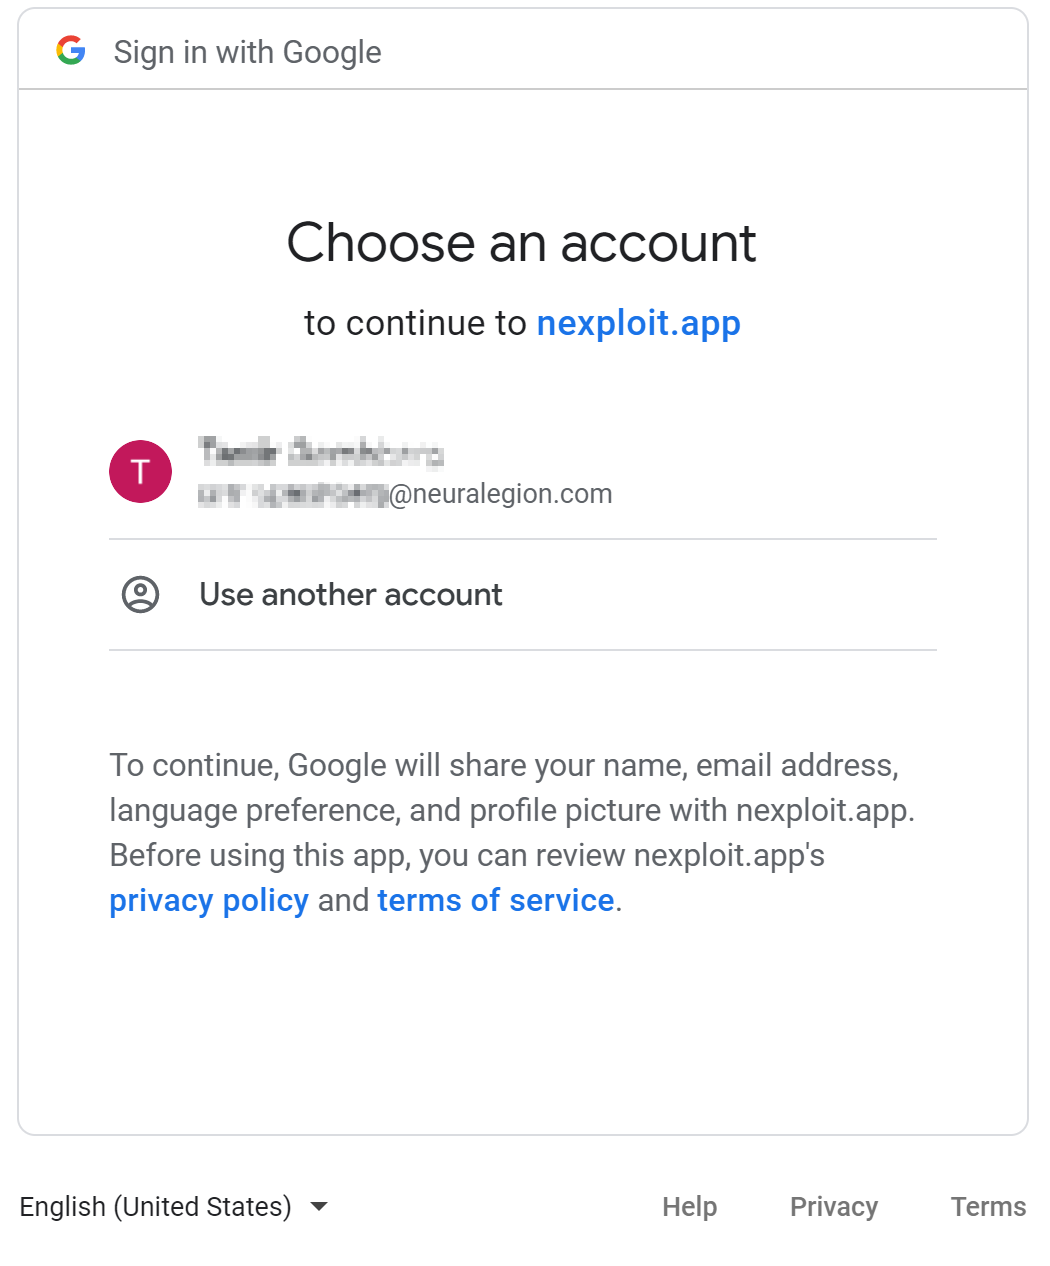 Sign in with Google
Choose an account
to continue to nexploit.app
T
@neuralegion.com
Use another account
To continue, Google will share your name, email address,
language preference, and profile picture with nexploit.app.
Before using this app, you can review nexploit.app's
privacy policy and terms of service.
English (United States)
Help Privacy Terms